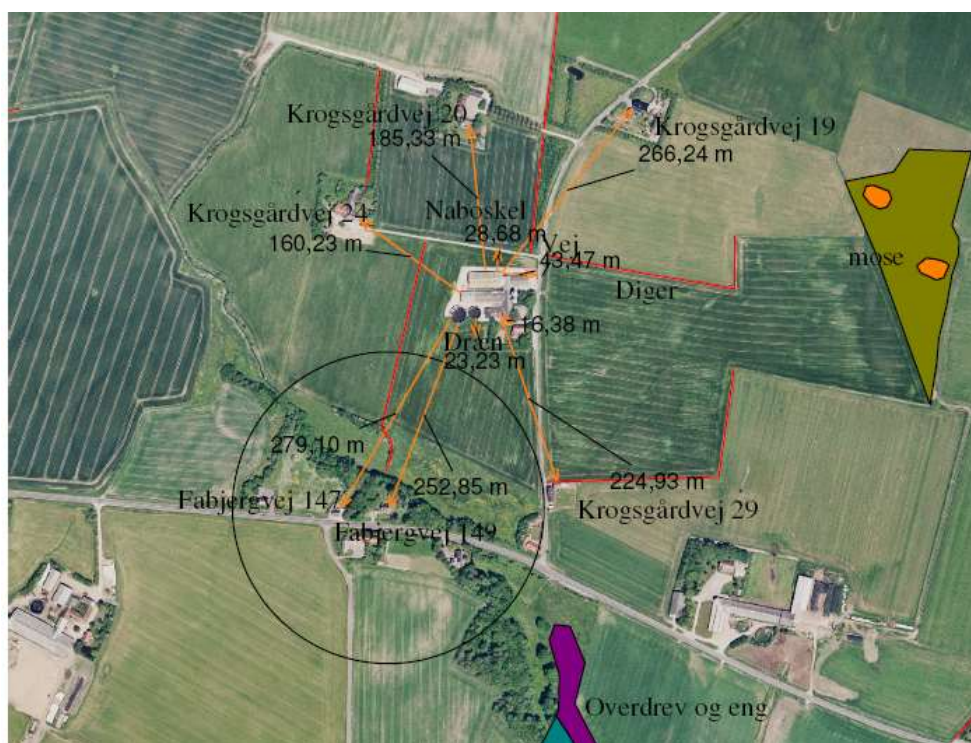 Krogsgårdvej 20
185,33 m
Krogsgårdvej 19
266,24 m
Krogsgårdvej 24
160,23 m
Naboskel
28,68 m
Vej
43,47 m
mose
Diger
16,38 m
Dræn
23,23 m
279,10 m
252,85 m
224,93 m
Fabjergvej 147
Krogsgårdvej 29
Fabjergvej 149
Overdrev og eng